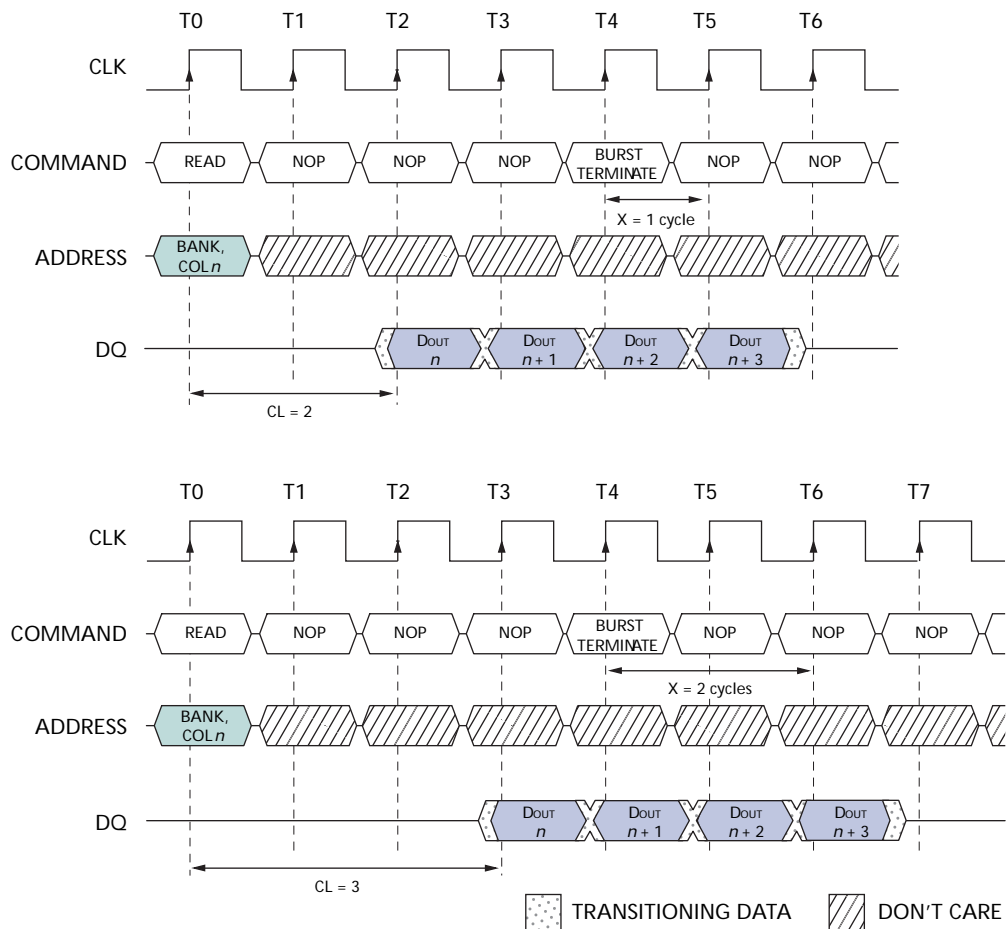 T0 T1 T2 T3 T4 T5 T6
CLK
COMMAND READ NOP NOP NOP BURST TERMINATE NOP NOP
X = 1 cycle
ADDRESS BANK, COL n
DQ DOUT n DOUT n + 1 DOUT n + 2 DOUT n + 3
CL = 2
T0 T1 T2 T3 T4 T5 T6 T7
CLK
COMMAND READ NOP NOP NOP BURST TERMINATE NOP NOP NOP
X = 2 cycles
ADDRESS BANK, COL n
DQ DOUT n DOUT n + 1 DOUT n + 2 DOUT n + 3
CL = 3
TRANSITIONING DATA DON'T CARE